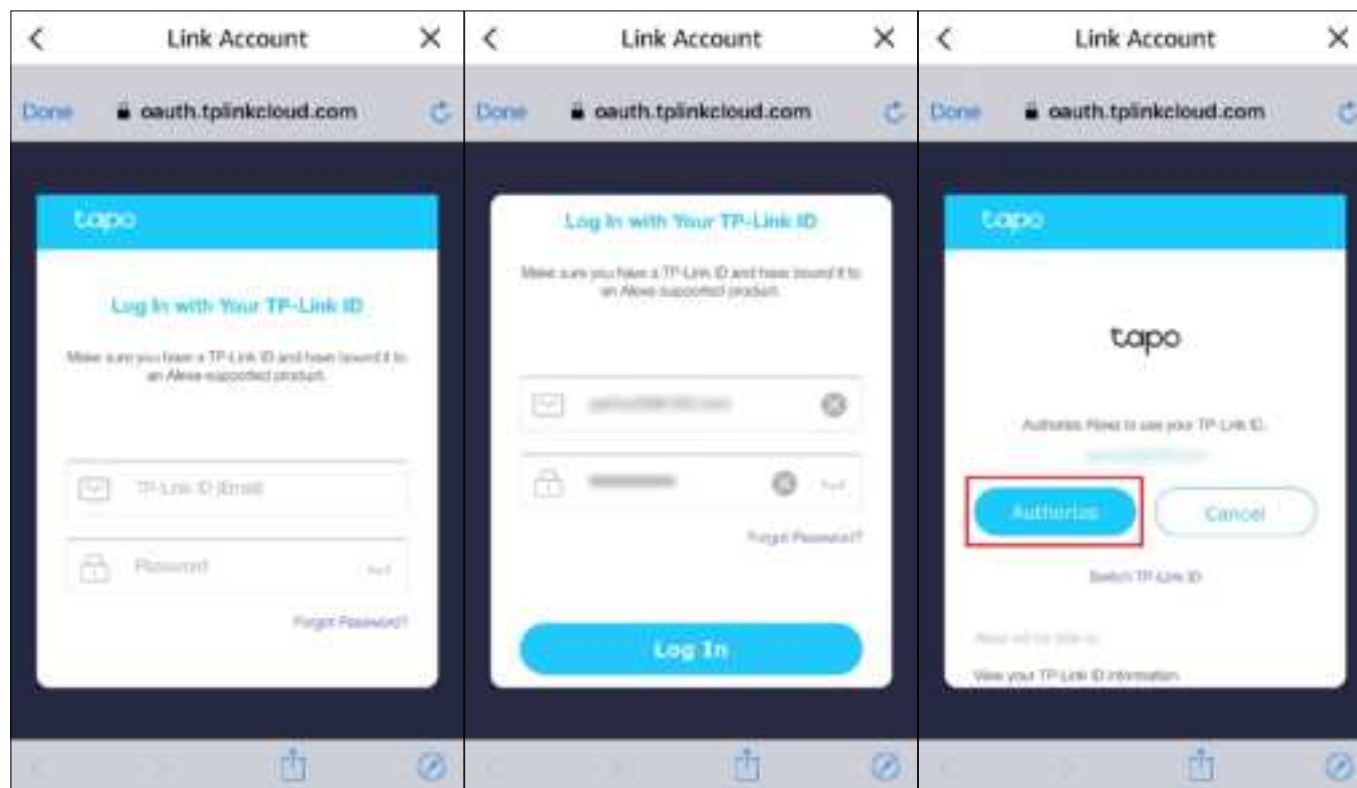 Link Account
Done oauth.tplinkcloud.com
tapo
Log In with Your TP-Link ID
Make sure you have a TP-Link ID and have bound it to
an Alexa supported product.
TP-Link ID (Email)
Password
Forgot Password?
Link Account
Done oauth.tplinkcloud.com
Log In with Your TP-Link ID
Make sure you have a TP-Link ID and have bound it to
an Alexa supported product.
Forgot Password?
Log In
Link Account
Done oauth.tplinkcloud.com
tapo
tapo
Authorize Alexa to use your TP-Link ID.
Authorize Cancel
Switch TP-Link ID
Alexa will be able to:
View your TP-Link ID information